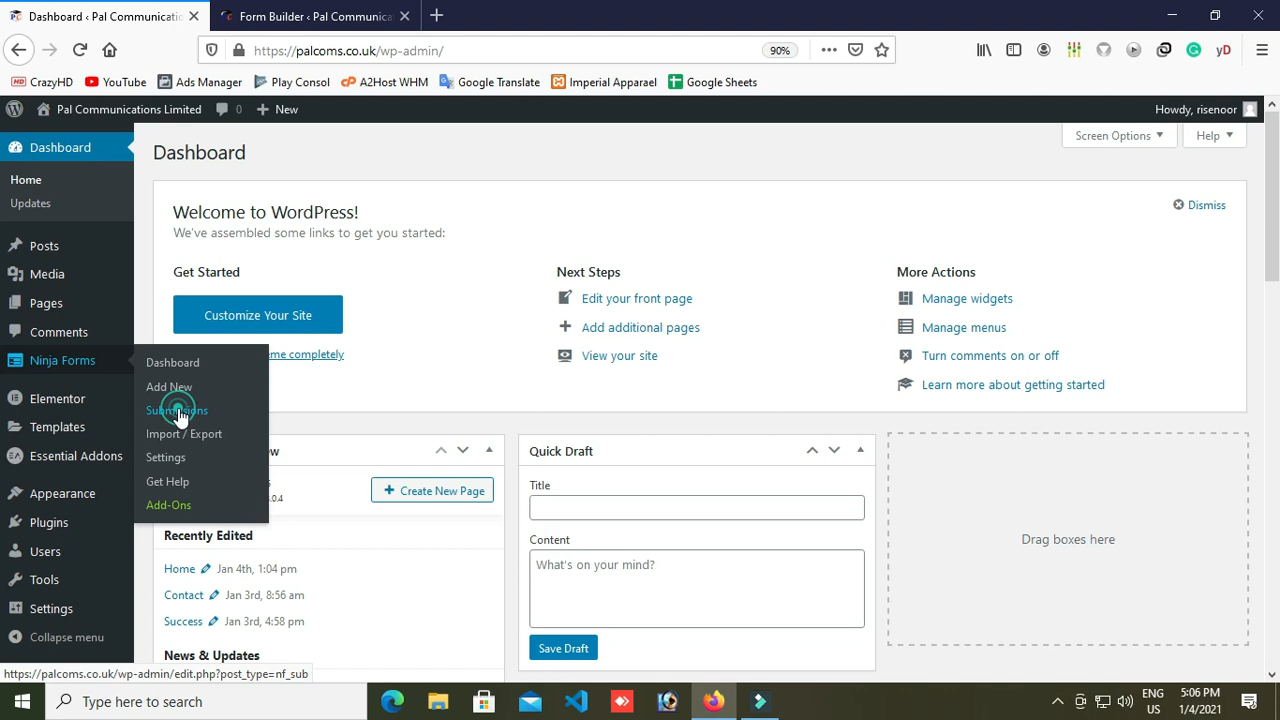 Dashboard ‹ Pal Communicatio
Form Builder ‹ Pal Communica
https://palcoms.co.uk/wp-admin/
90%
CrazyHD
YouTube
Ads Manager
Play Consol
A2Host WHM
Google Translate
Imperial Apparael
Google Sheets
Pal Communications Limited
0
New
Howdy, risenoor
Dashboard
Home
Updates
Posts
Media
Pages
Comments
Ninja Forms
Elementor
Templates
Essential Addons
Appearance
Plugins
Users
Tools
Settings
Collapse menu
Dashboard
Add New
Submissions
Import / Export
Settings
Get Help
Add-Ons
Dashboard
Screen Options
Help
Welcome to WordPress!
We've assembled some links to get you started:
Dismiss
Get Started
Customize Your Site
eme completely
Next Steps
Edit your front page
Add additional pages
View your site
More Actions
Manage widgets
Manage menus
Turn comments on or off
Learn more about getting started
Create New Page
Recently Edited
Home Jan 4th, 1:04 pm
Contact Jan 3rd, 8:56 am
Success Jan 3rd, 4:58 pm
News & Updates
Quick Draft
Title
Content
What's on your mind?
Save Draft
Drag boxes here
https://palcoms.co.uk/wp-admin/edit.php?post_type=nf_sub
Type here to search
ENG
US
5:06 PM
1/4/2021